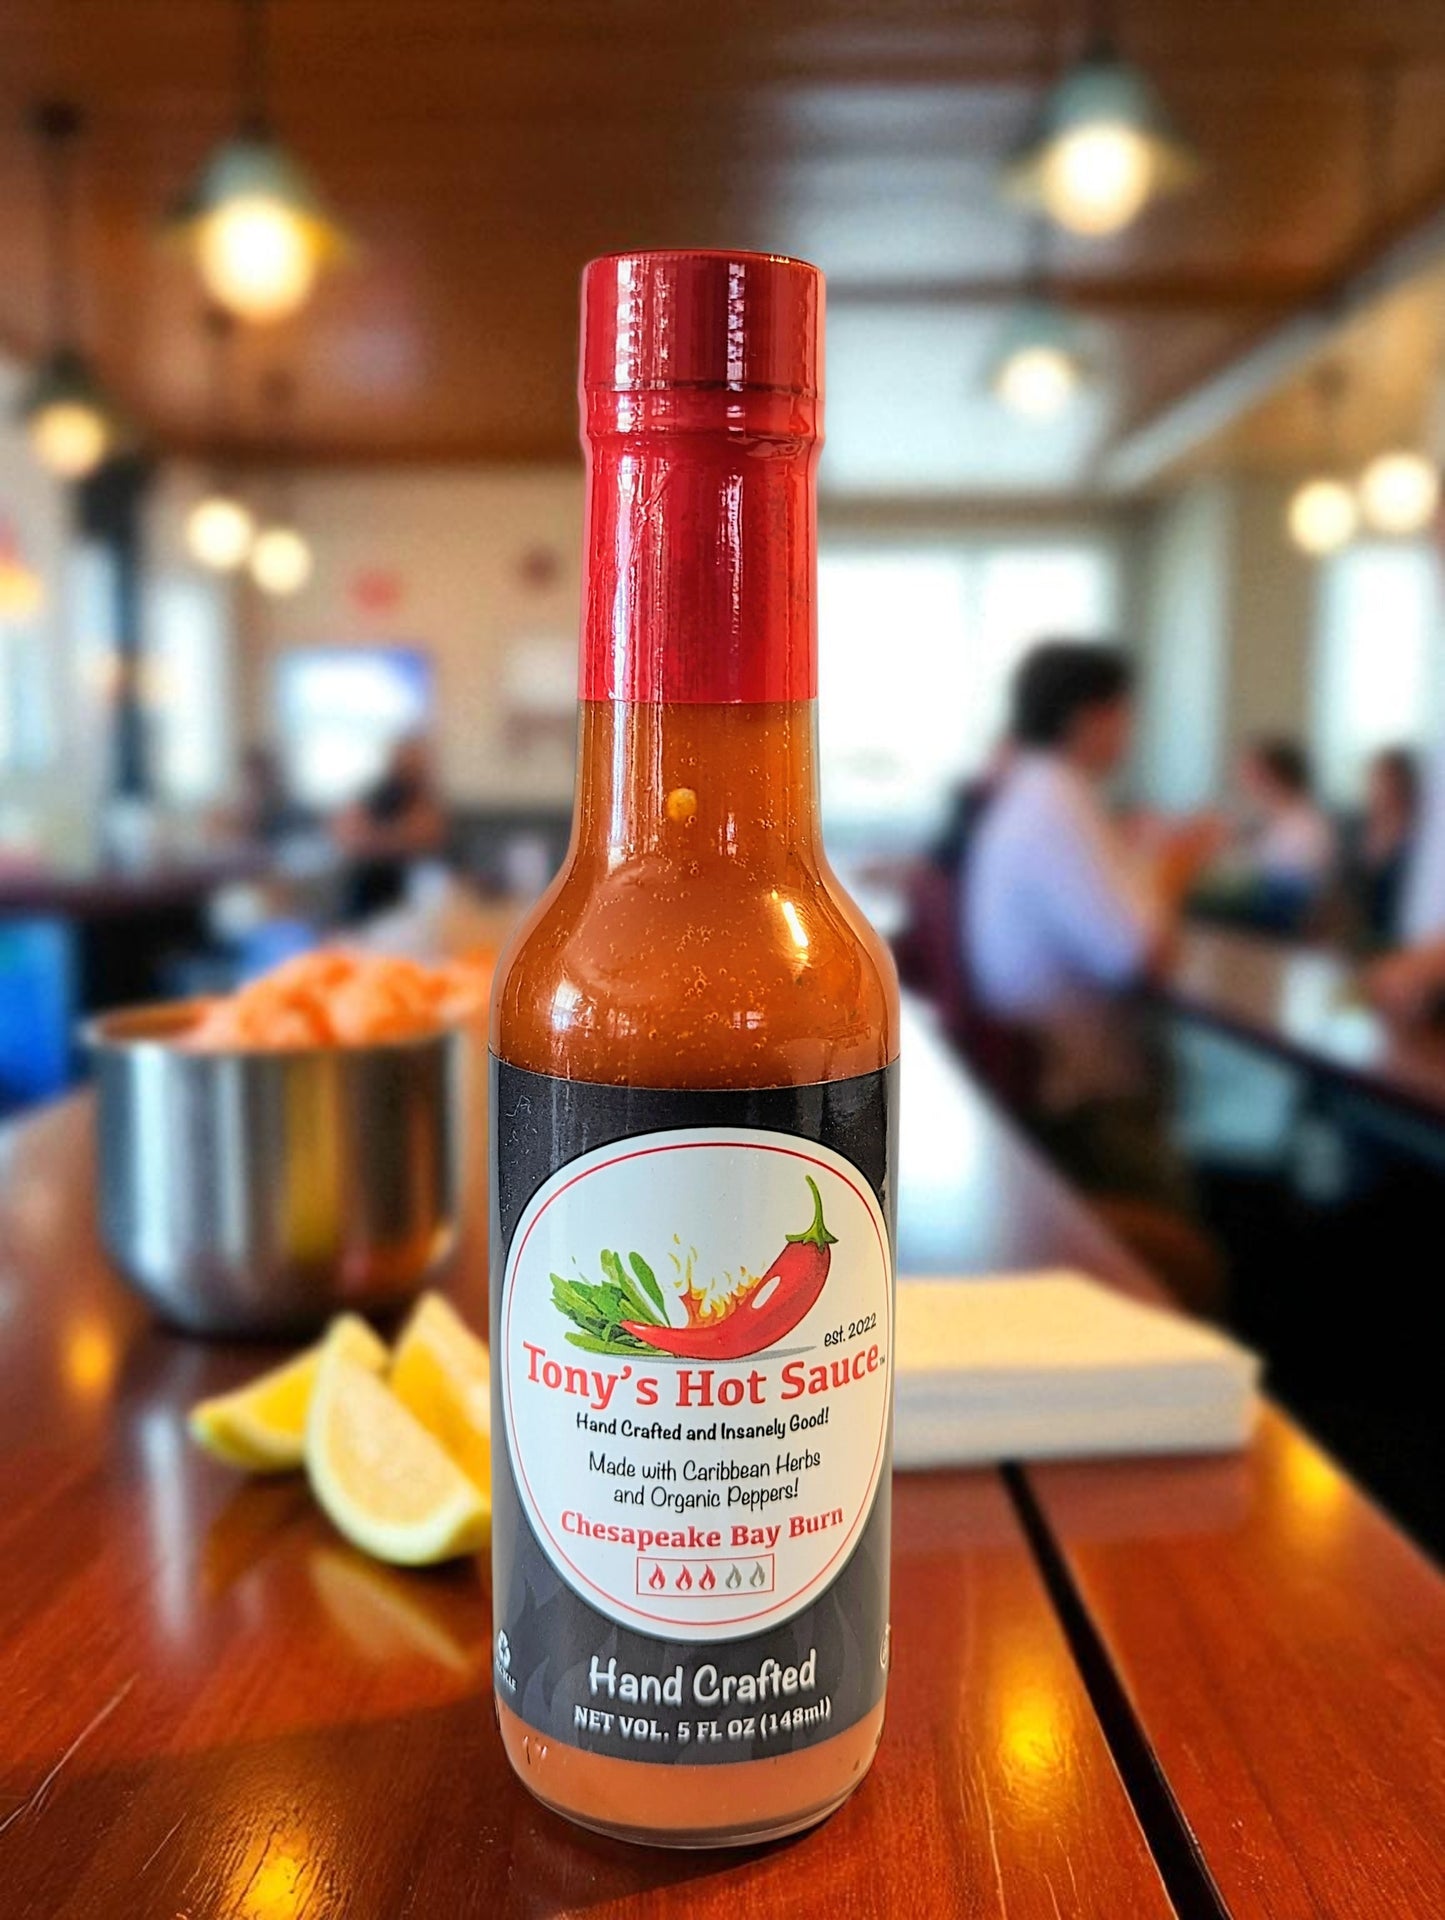 est. 2022
Tony's Hot Sauce™
Hand Crafted and Insanely Good!
Made with Caribbean Herbs
and Organic Peppers!
Chesapeake Bay Burn
Hand Crafted
NET VOL. 5 FL OZ (148ml)